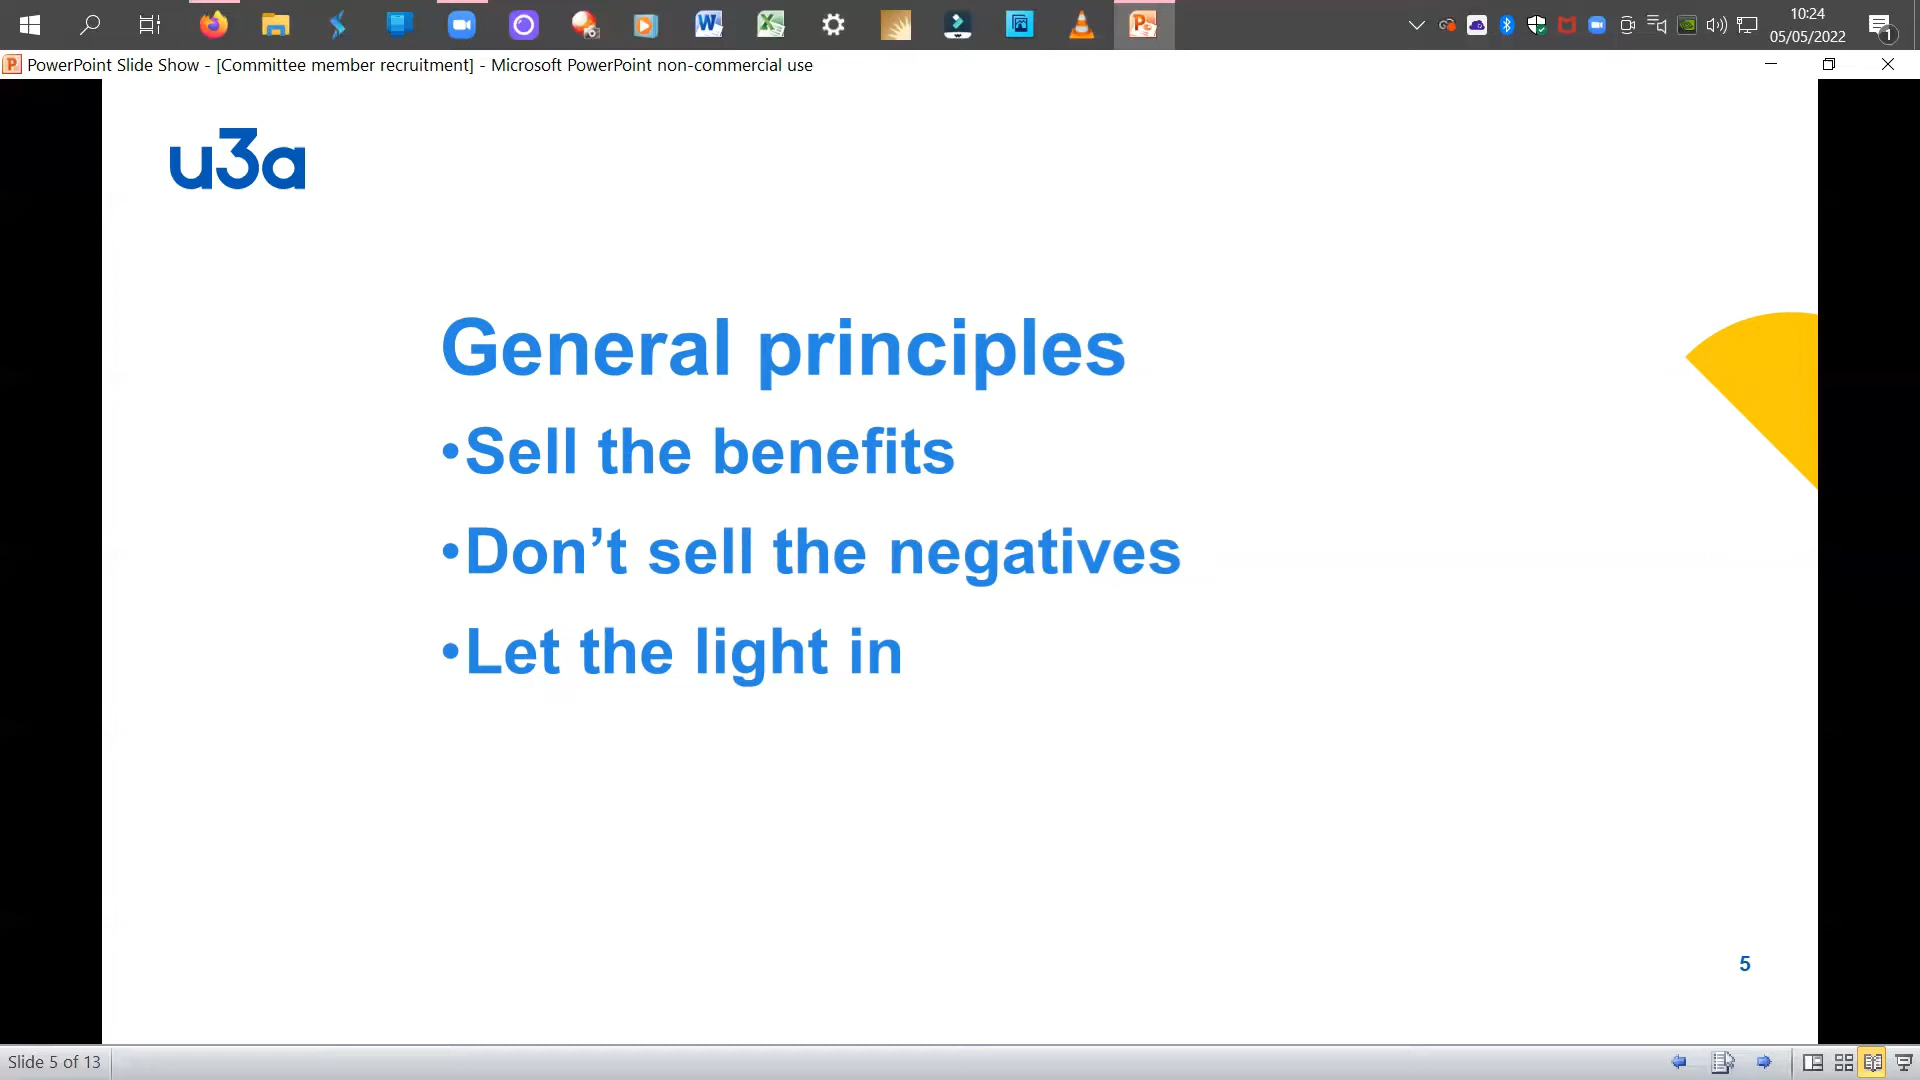 10:24
05/05/2022
1
PowerPoint Slide Show - [Committee member recruitment] - Microsoft PowerPoint non-commercial use
u3a
General principles
•Sell the benefits
•Don’t sell the negatives
•Let the light in
5
Slide 5 of 13